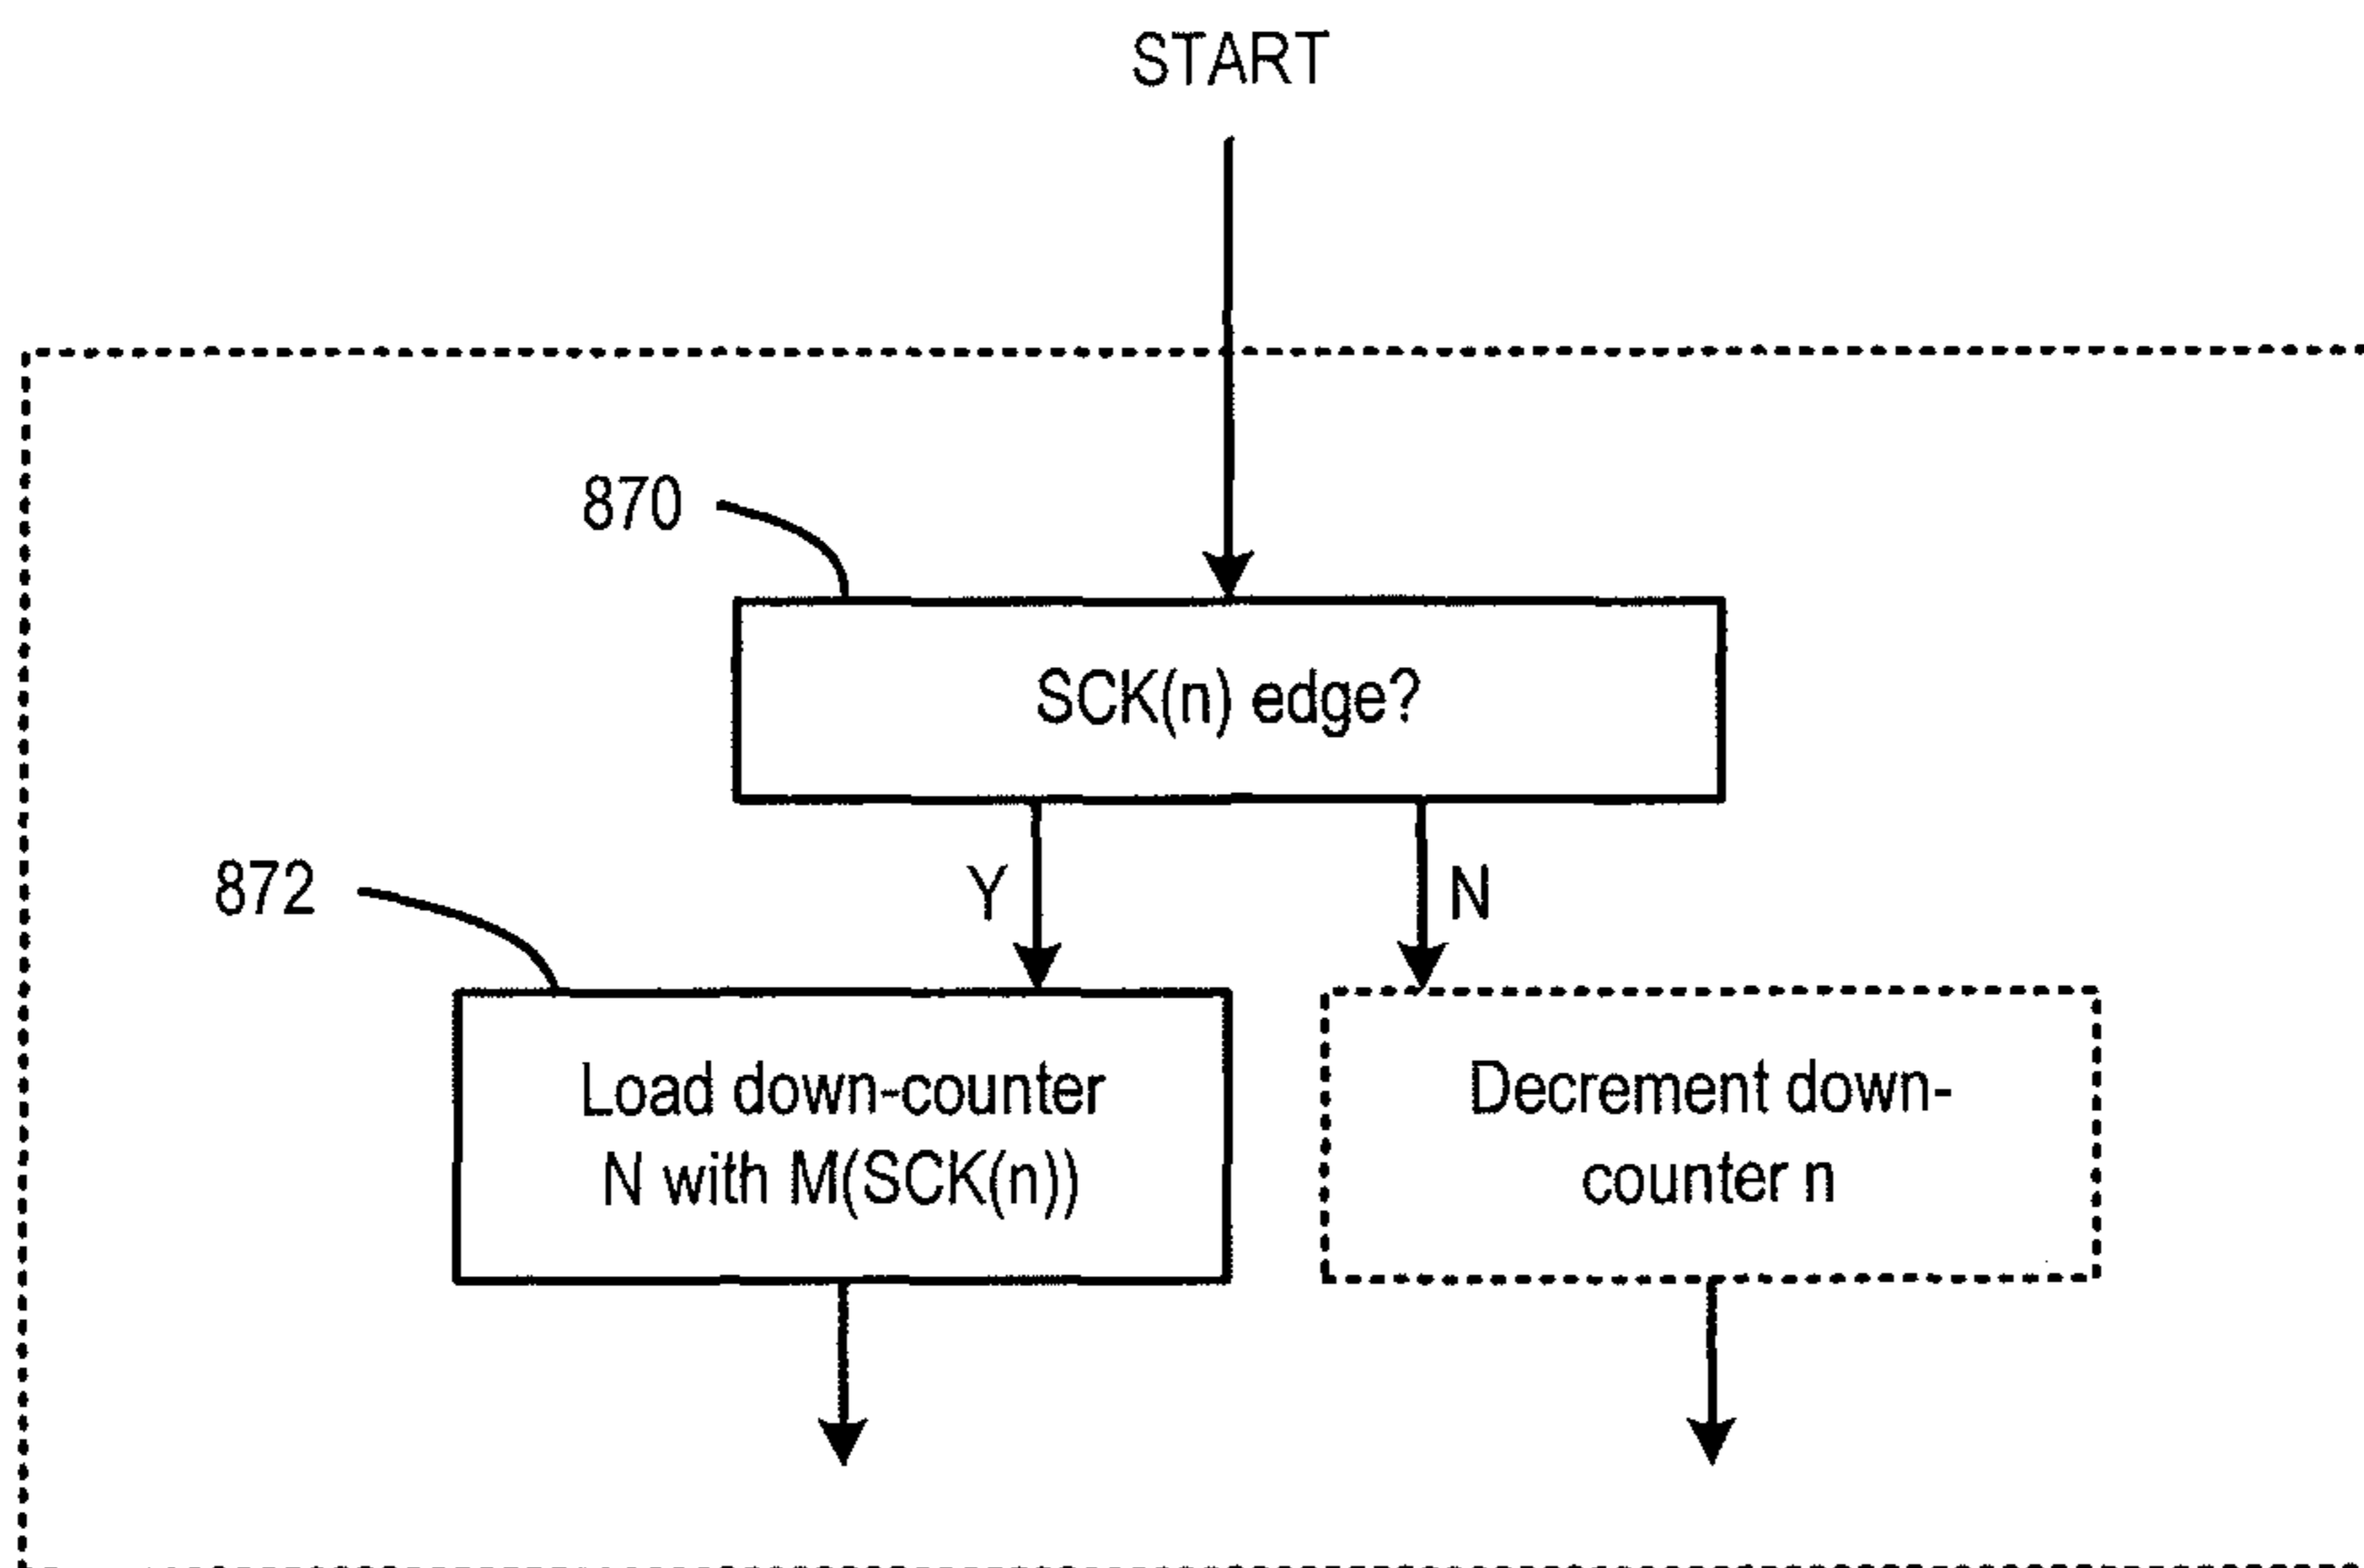 START
870
SCK(n) edge?
872
Y
N
Load down-counter
N with M(SCK(n))
Decrement down-
counter n